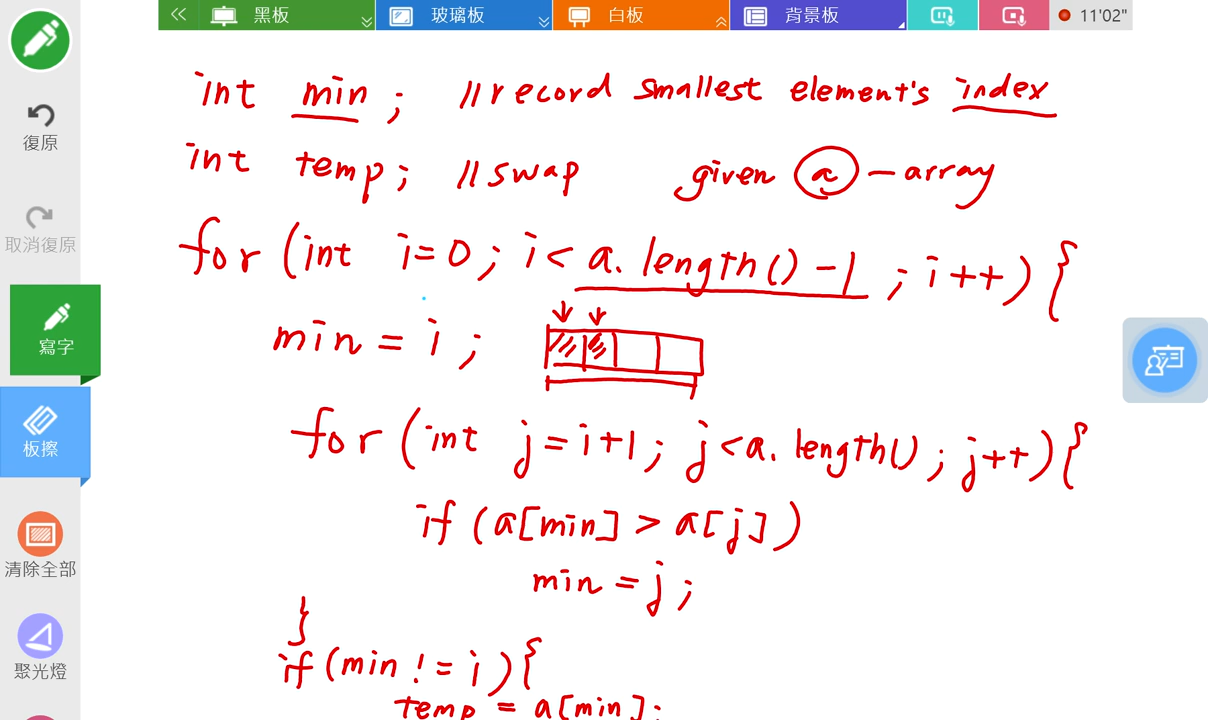 黑板 玻璃板 白板 背景板 11'02"
復原
取消復原
寫字
板擦
清除全部
聚光燈
int min; //record smallest element's index
int temp; //swap given a-array
for (int i=0; i<a.length()-1; i++) {
min = i;
for (int j=i+1; j<a.length(); j++) {
if (a[min] > a[j])
min = j;
}
if (min != i) {
temp = a[min];